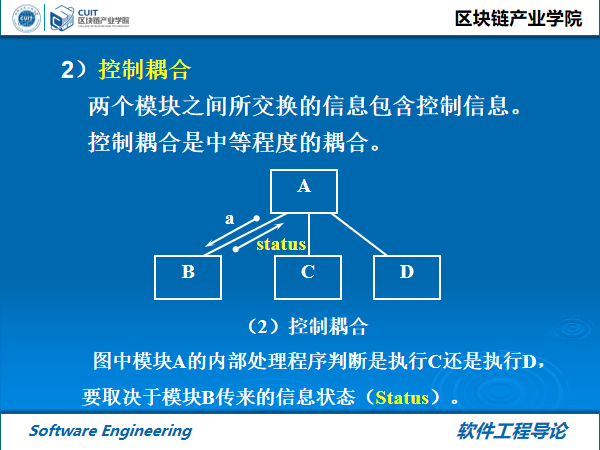 CUIT
区块链产业学院
区块链产业学院
2）控制耦合
两个模块之间所交换的信息包含控制信息。
控制耦合是中等程度的耦合。
A
a
status
B
C
D
（2）控制耦合
图中模块A的内部处理程序判断是执行C还是执行D，
要取决于模块B传来的信息状态（Status）。
Software Engineering
软件工程导论